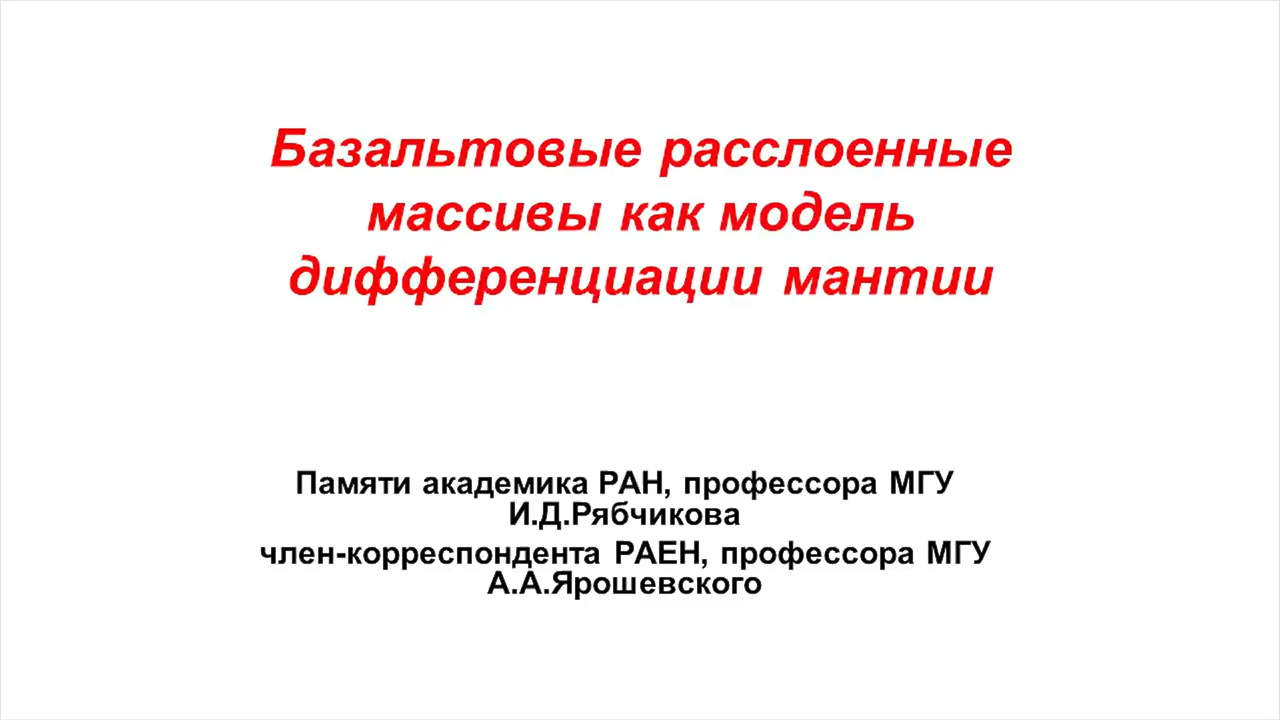 Базальтовые расслоенные
массивы как модель
дифференциации мантии
Памяти академика РАН, профессора МГУ
И.Д.Рябчикова
член-корреспондента РАЕН, профессора МГУ
А.А.Ярошевского